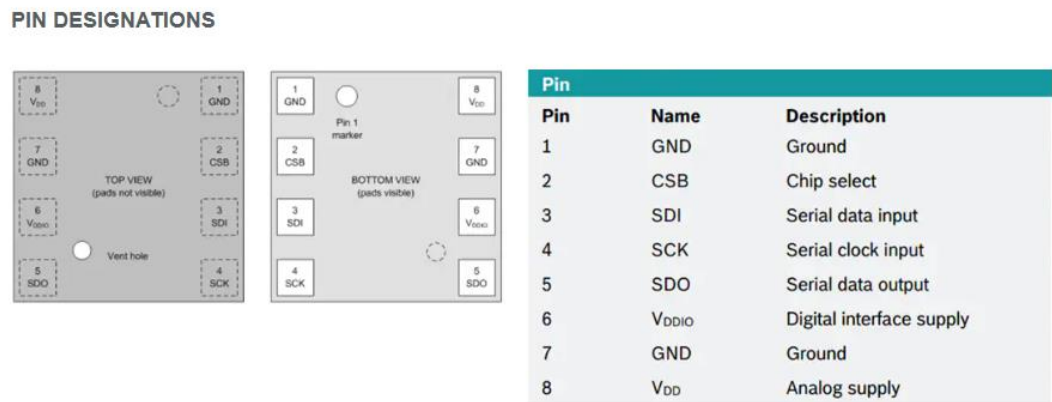 PIN DESIGNATIONS
8
VDD
1
GND
7
GND
2
CSB
TOP VIEW
(pads not visible)
6
VDDIO
3
SDI
Vent hole
5
SDO
4
SCK
1
GND
8
VDD
Pin 1
marker
2
CSB
7
GND
BOTTOM VIEW
(pads visible)
3
SDI
6
VDDIO
4
SCK
5
SDO
Pin
Pin Name Description
1 GND Ground
2 CSB Chip select
3 SDI Serial data input
4 SCK Serial clock input
5 SDO Serial data output
6 VDDIO Digital interface supply
7 GND Ground
8 VDD Analog supply